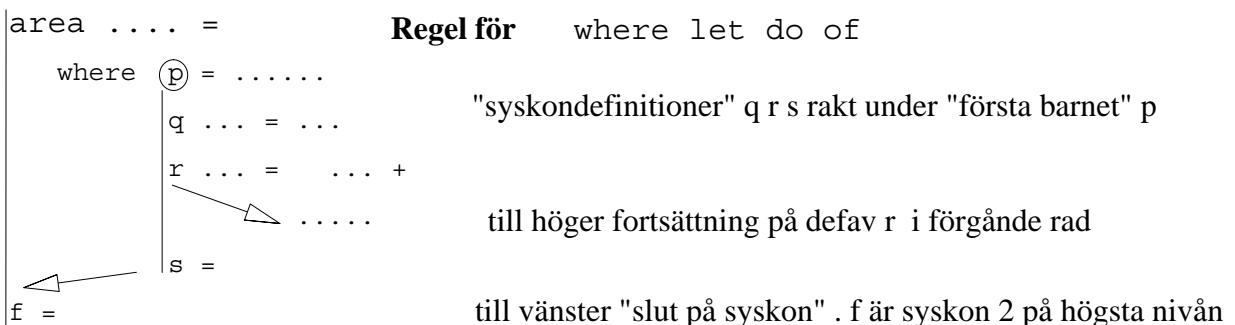 area .... = Regel för where let do of
where p = ......
"syskondefinitioner" q r s rakt under "första barnet" p
q ... = ...
r ... = ... +
..... till höger fortsättning på defav r i förgånde rad
s =
f = till vänster "slut på syskon" . f är syskon 2 på högsta nivån